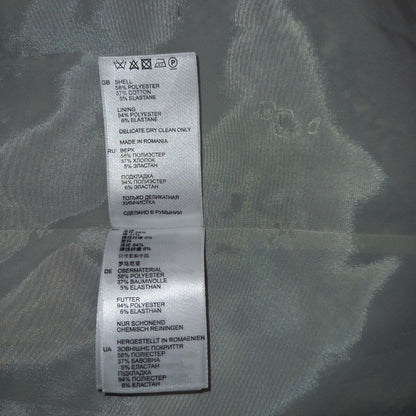 GB SHELL
58% POLYESTER
37% COTTON
5% ELASTANE
LINING
94% POLYESTER
6% ELASTANE
DELICATE DRY CLEAN ONLY
MADE IN ROMANIA
RU ВЕРХ
58% ПОЛИЭСТЕР
37% ХЛОПОК
5% ЭЛАСТАН
ПОДКЛАДКА
94% ПОЛИЭСТЕР
6% ЭЛАСТАН
ТОЛЬКО ДЕЛИКАТНАЯ
ХИМЧИСТКА
СДЕЛАНО В РУМЫНИИ
94%
6%
DE OBERMATERIAL
58% POLYESTER
37% BAUMWOLLE
5% ELASTHAN
FUTTER
94% POLYESTER
6% ELASTHAN
NUR SCHONEND
CHEMISCH REINIGEN
HERGESTELLT IN ROMAENIEN
UA ЗОВНІШНЄ ПОКРИТТЯ
58% ПОЛІЕСТЕР
37% БАВОВНА
5% ЕЛАСТАН
ПІДКЛАДКА
94% ПОЛІЕСТЕР
6% ЕЛАСТАН